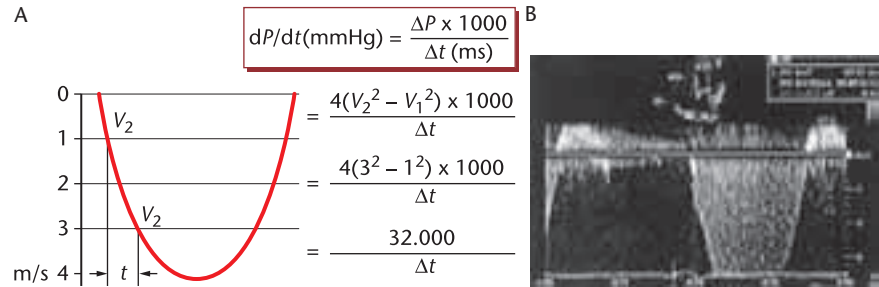 A
dP/dt(mmHg) = ΔP x 1000 / Δt (ms)
B
0
V₂
= 4(V₂² – V₁²) x 1000 / Δt
1
2
= 4(3² – 1²) x 1000 / Δt
V₂
3
= 32.000 / Δt
m/s 4
t